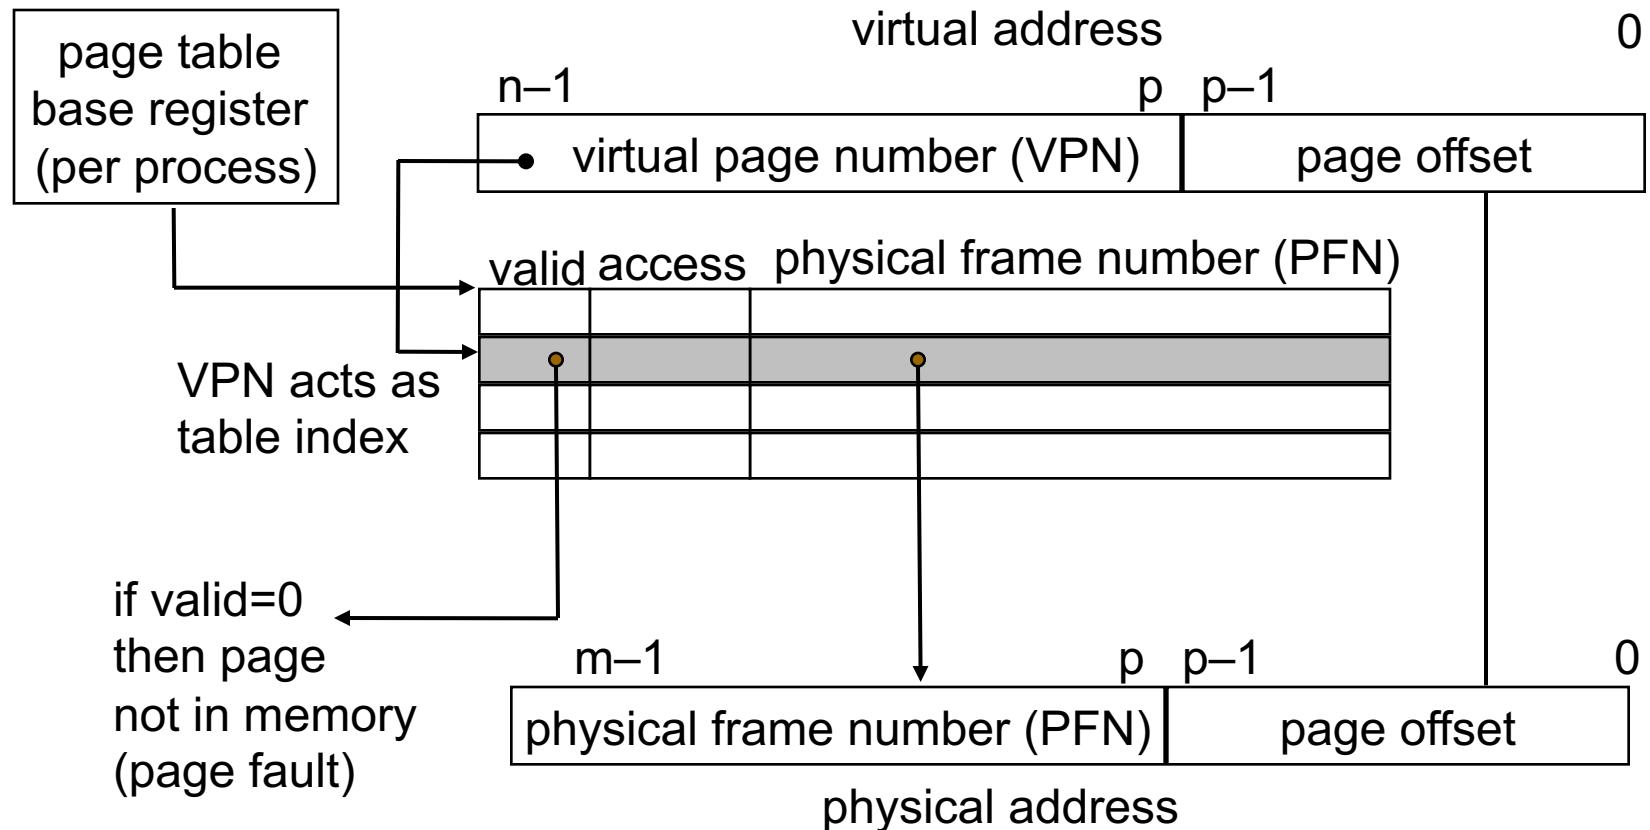 page table
base register
(per process)
virtual address
0
n–1
p
p–1
virtual page number (VPN)
page offset
valid
access
physical frame number (PFN)
VPN acts as
table index
if valid=0
then page
not in memory
(page fault)
m–1
p
p–1
0
physical frame number (PFN)
page offset
physical address